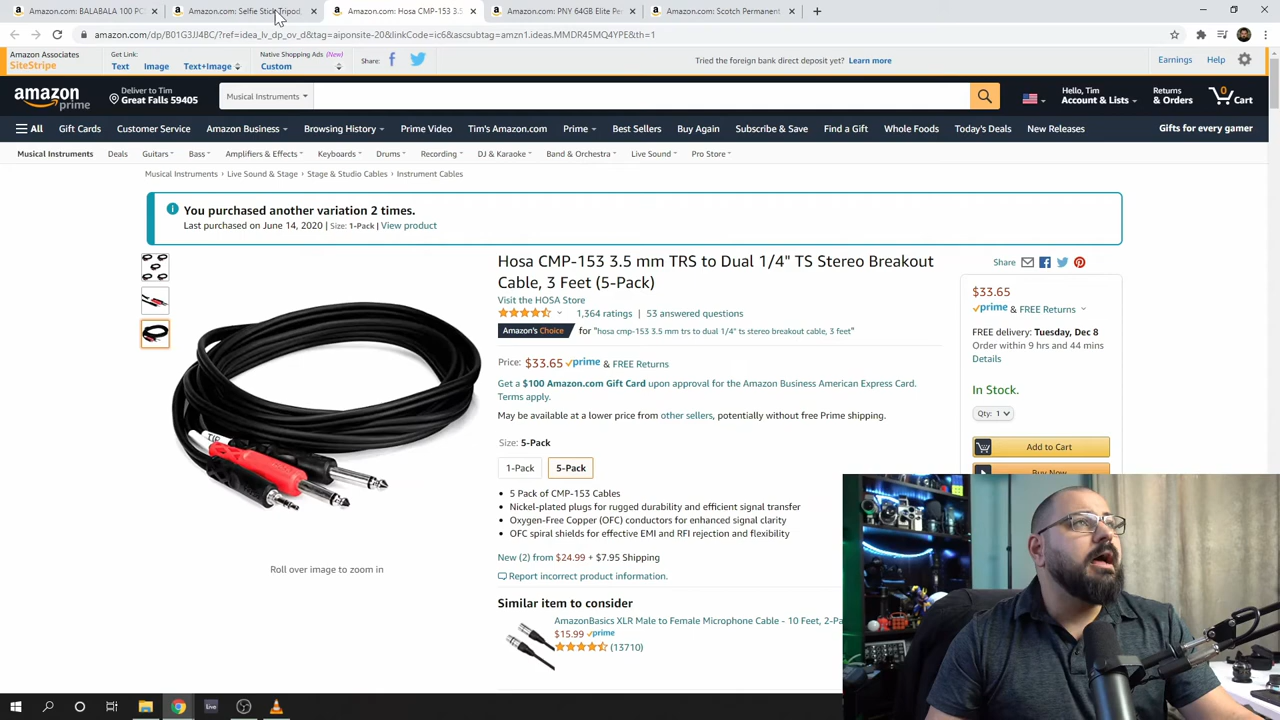 Amazon.com: BALABALA 100 PC
Amazon.com: Selfie Stick Tripod,
Amazon.com: Hosa CMP-153 3.5
Amazon.com: PNY 64GB Elite Per
Amazon.com: Scotch Permanent
amazon.com/dp/B01G3JJ4BC/?ref=idea_lv_dp_ov_d&tag=aiponsite-20&linkCode=ic6&ascsubtag=amzn1.ideas.MMDR45MQ4YPE&th=1
Amazon Associates
SiteStripe
Get Link:
Text
Image
Text+Image
Native Shopping Ads (New)
Custom
Share:
Tried the foreign bank direct deposit yet? Learn more
Earnings
Help
amazon
prime
Deliver to Tim
Great Falls 59405
Musical Instruments
Hello, Tim
Account & Lists
Returns
& Orders
0
Cart
All
Gift Cards
Customer Service
Amazon Business
Browsing History
Prime Video
Tim's Amazon.com
Prime
Best Sellers
Buy Again
Subscribe & Save
Find a Gift
Whole Foods
Today's Deals
New Releases
Gifts for every gamer
Musical Instruments
Deals
Guitars
Bass
Amplifiers & Effects
Keyboards
Drums
Recording
DJ & Karaoke
Band & Orchestra
Live Sound
Pro Store
Musical Instruments › Live Sound & Stage › Stage & Studio Cables › Instrument Cables
You purchased another variation 2 times.
Last purchased on June 14, 2020 | Size: 1-Pack | View product
Hosa CMP-153 3.5 mm TRS to Dual 1/4" TS Stereo Breakout
Cable, 3 Feet (5-Pack)
Visit the HOSA Store
1,364 ratings | 53 answered questions
Amazon's Choice for "hosa cmp-153 3.5 mm trs to dual 1/4" ts stereo breakout cable, 3 feet"
Price: $33.65 prime & FREE Returns
Get a $100 Amazon.com Gift Card upon approval for the Amazon Business American Express Card.
Terms apply.
May be available at a lower price from other sellers, potentially without free Prime shipping.
Size: 5-Pack
1-Pack
5-Pack
• 5 Pack of CMP-153 Cables
• Nickel-plated plugs for rugged durability and efficient signal transfer
• Oxygen-Free Copper (OFC) conductors for enhanced signal clarity
• OFC spiral shields for effective EMI and RFI rejection and flexibility
New (2) from $24.99 + $7.95 Shipping
Report incorrect product information.
Similar item to consider
AmazonBasics XLR Male to Female Microphone Cable - 10 Feet, 2-Pa
$15.99 prime
(13710)
Roll over image to zoom in
Share
$33.65
prime & FREE Returns
FREE delivery: Tuesday, Dec 8
Order within 9 hrs and 44 mins
Details
In Stock.
Qty: 1
Add to Cart
Buy Now
Live